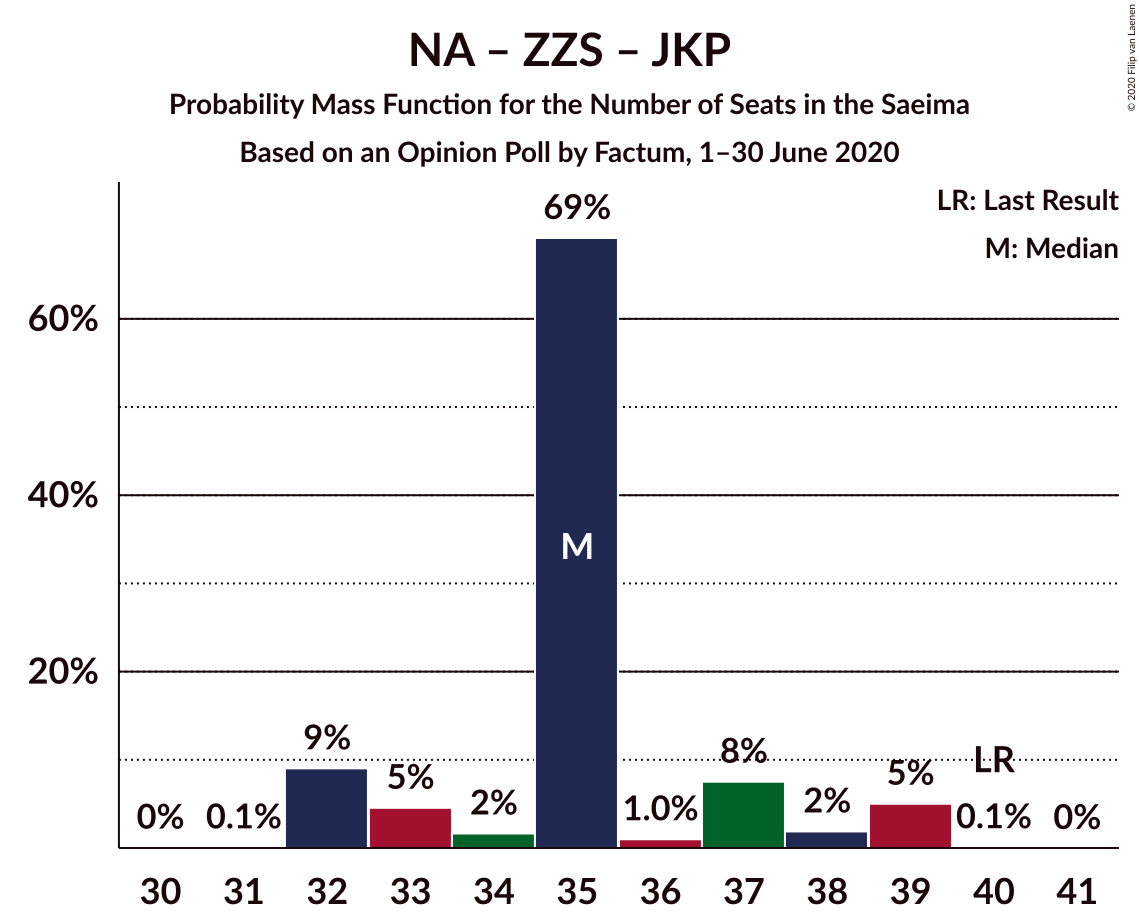 NA – ZZS – JKP
Probability Mass Function for the Number of Seats in the Saeima
Based on an Opinion Poll by Factum, 1–30 June 2020
© 2020 Filip van Laenen
LR: Last Result
M: Median
69%
60%
40%
M
20%
9%
8%
LR
5%
5%
2%
2%
0%
0.1%
1.0%
0.1%
0%
30 31 32 33 34 35 36 37 38 39 40 41